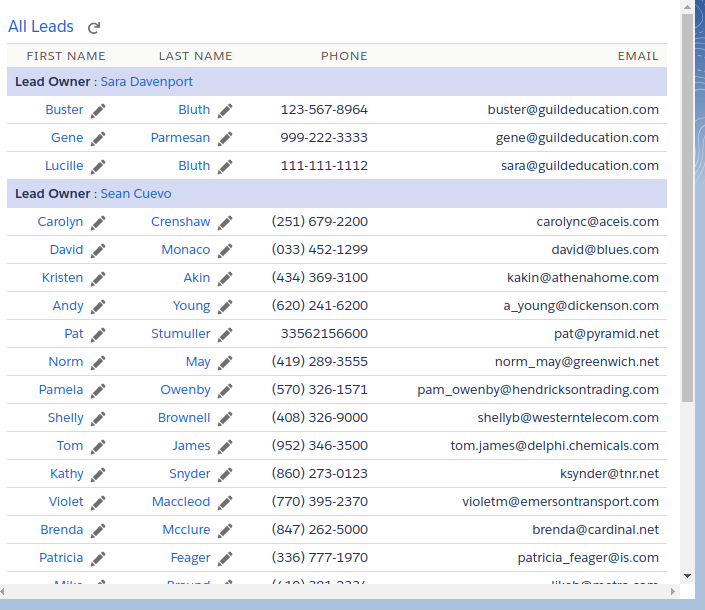 All Leads
FIRST NAME LAST NAME PHONE EMAIL
Lead Owner : Sara Davenport
Buster Bluth 123-567-8964 buster@guildeducation.com
Gene Parmesan 999-222-3333 gene@guildeducation.com
Lucille Bluth 111-111-1112 sara@guildeducation.com
Lead Owner : Sean Cuevo
Carolyn Crenshaw (251) 679-2200 carolync@aceis.com
David Monaco (033) 452-1299 david@blues.com
Kristen Akin (434) 369-3100 kakin@athenahome.com
Andy Young (620) 241-6200 a_young@dickenson.com
Pat Stumuller 33562156600 pat@pyramid.net
Norm May (419) 289-3555 norm_may@greenwich.net
Pamela Owenby (570) 326-1571 pam_owenby@hendricksontrading.com
Shelly Brownell (408) 326-9000 shellyb@westerntelecom.com
Tom James (952) 346-3500 tom.james@delphi.chemicals.com
Kathy Snyder (860) 273-0123 ksynder@tnr.net
Violet Maccleod (770) 395-2370 violetm@emersontransport.com
Brenda Mcclure (847) 262-5000 brenda@cardinal.net
Patricia Feager (336) 777-1970 patricia_feager@is.com